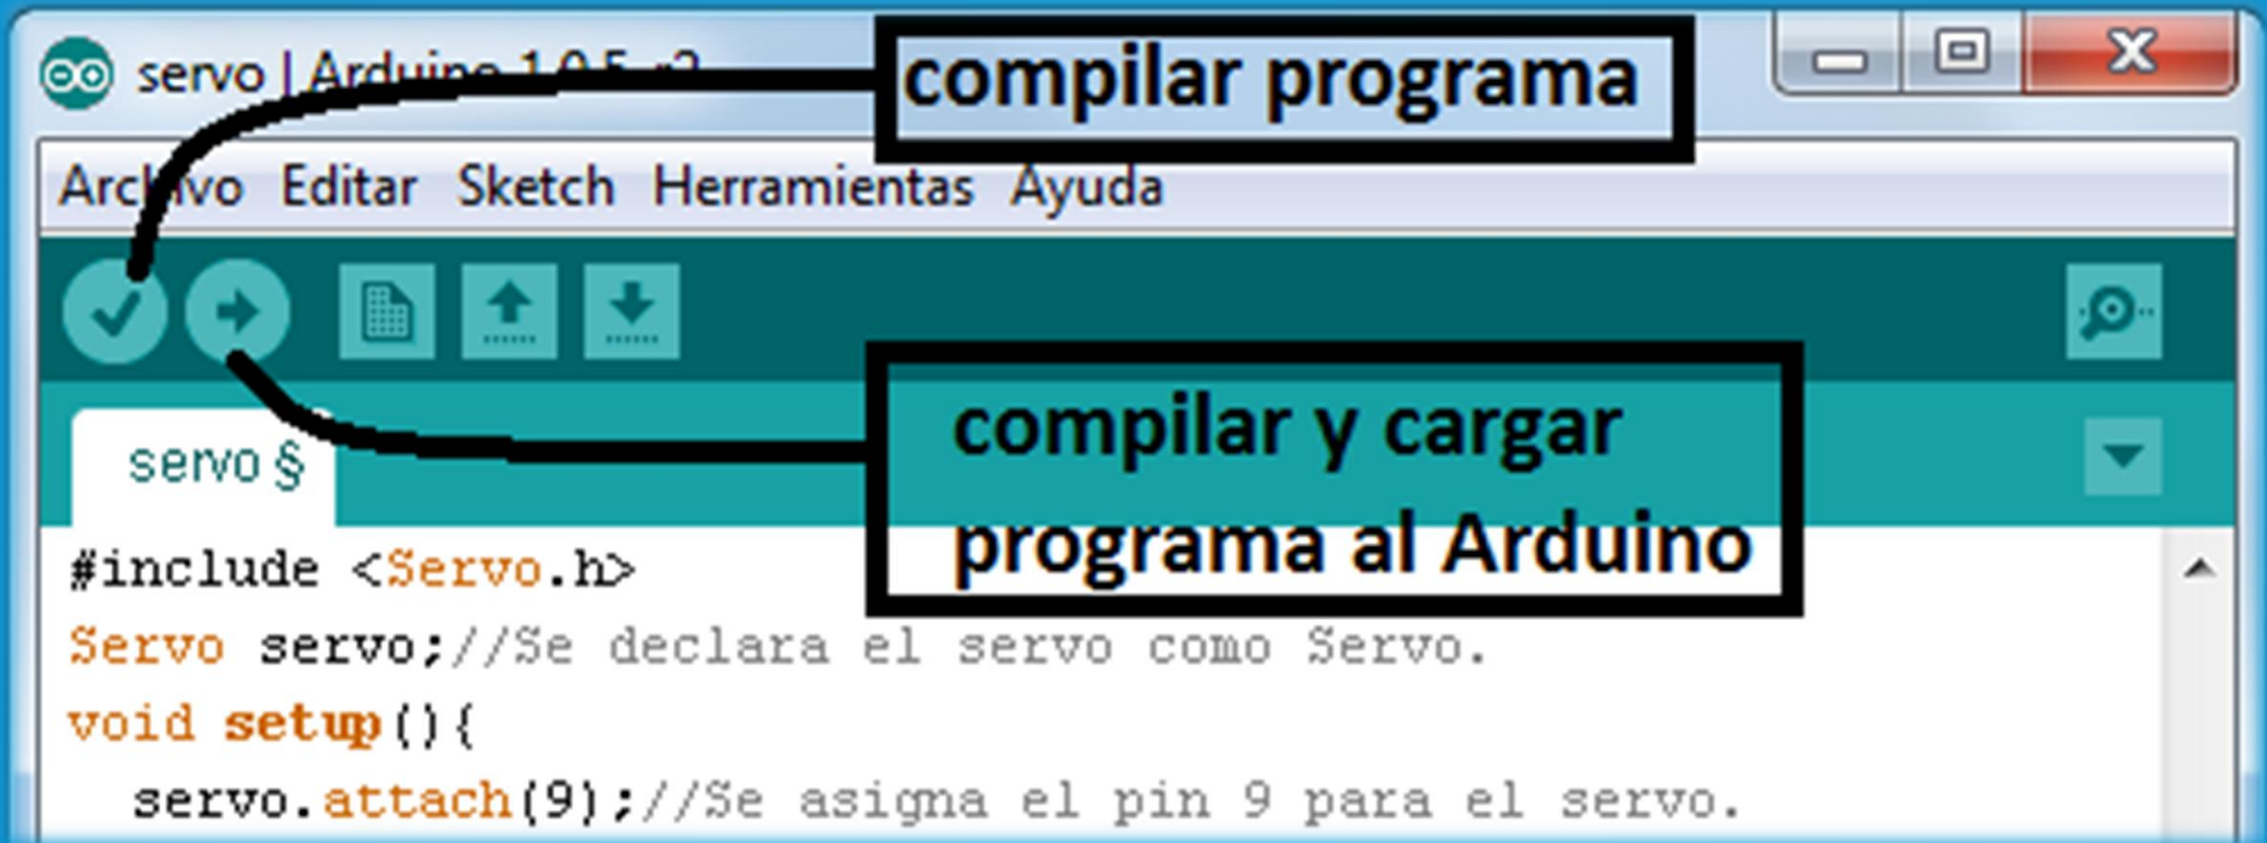 servo | Arduino 1.0.5-r2
compilar programa
Archivo Editar Sketch Herramientas Ayuda
compilar y cargar
programa al Arduino
servo §
#include <Servo.h>
Servo servo;//Se declara el servo como Servo.
void setup(){
servo.attach(9);//Se asigna el pin 9 para el servo.